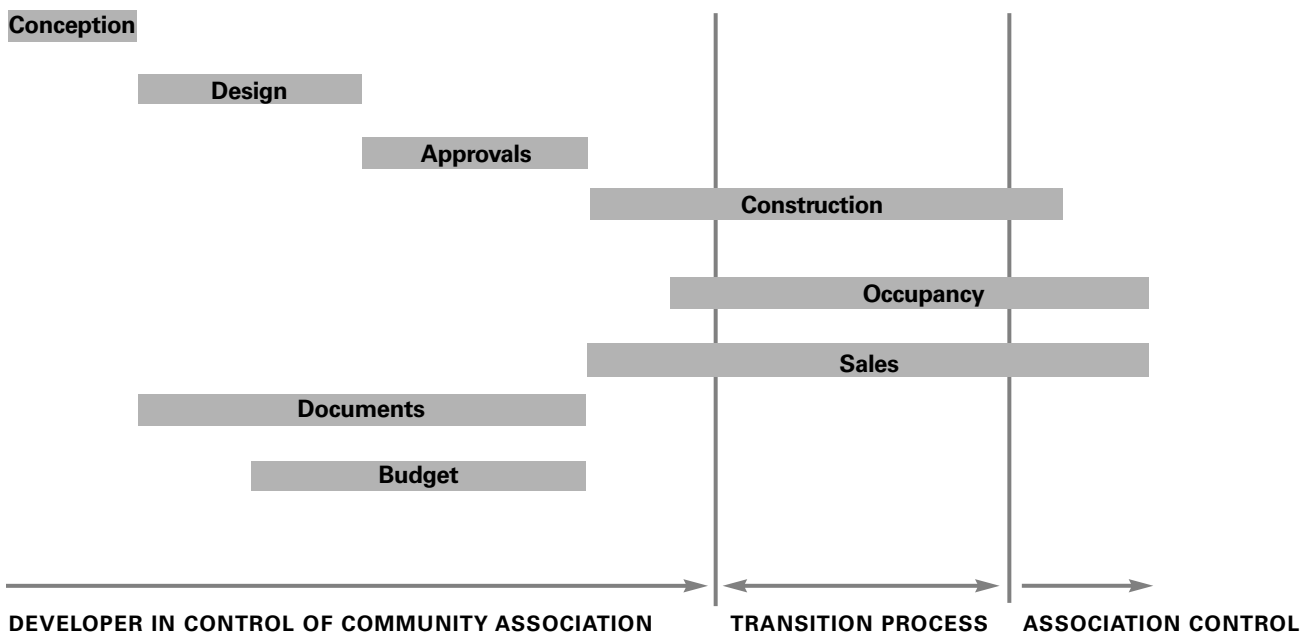 Conception
Design
Approvals
Construction
Occupancy
Sales
Documents
Budget
DEVELOPER IN CONTROL OF COMMUNITY ASSOCIATION TRANSITION PROCESS ASSOCIATION CONTROL